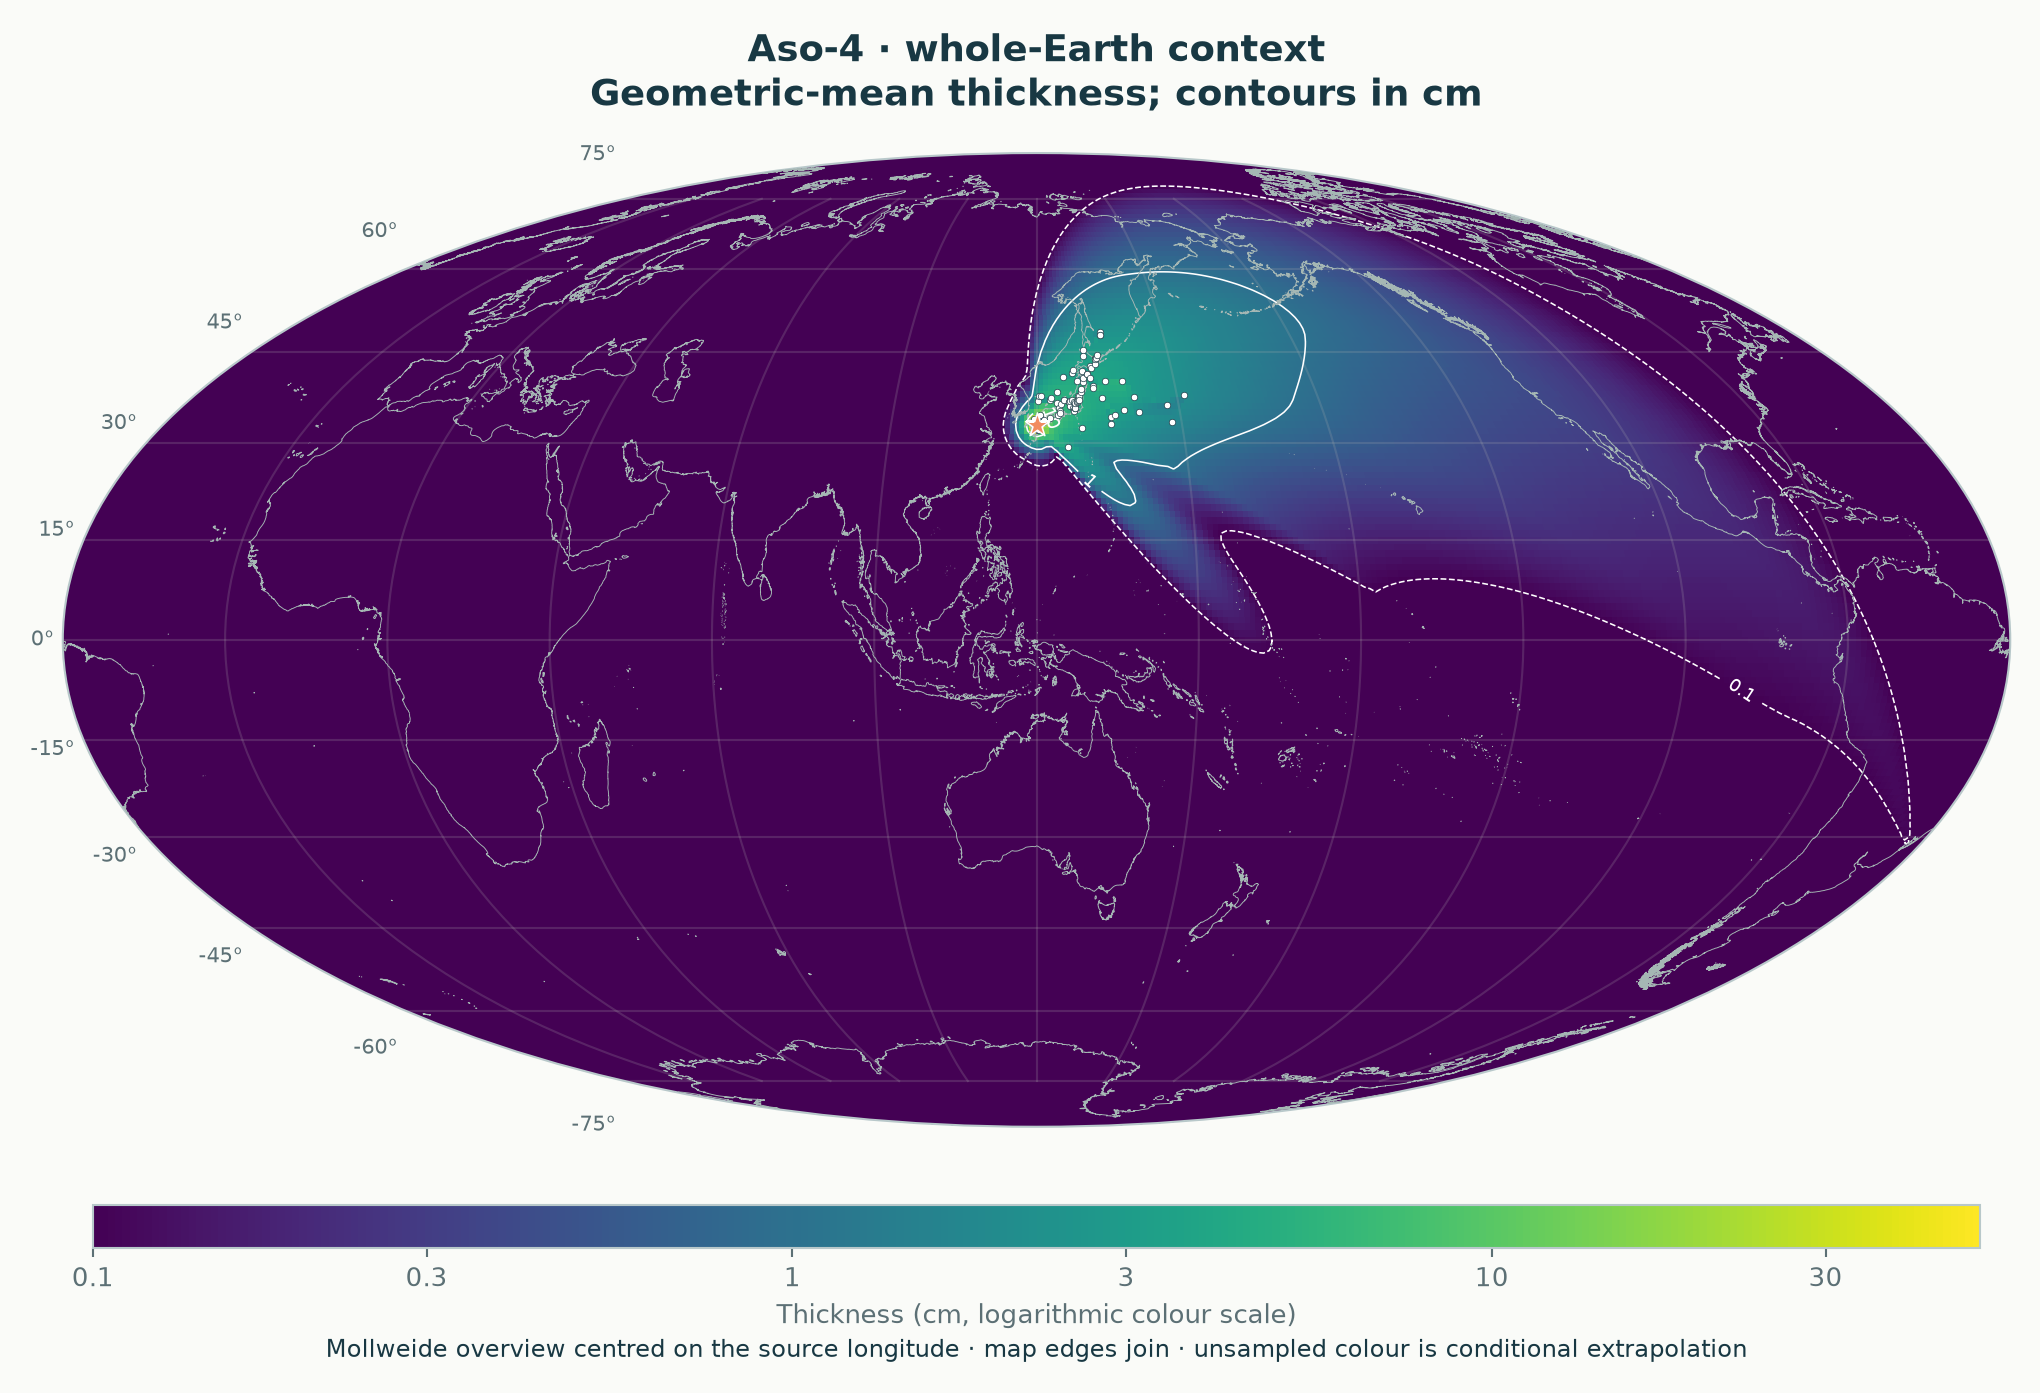 Aso-4 · whole-Earth context
Geometric-mean thickness; contours in cm
75°
60°
45°
30°
15°
0°
-15°
-30°
-45°
-60°
-75°
1
0.1
0.1 0.3 1 3 10 30
Thickness (cm, logarithmic colour scale)
Mollweide overview centred on the source longitude · map edges join · unsampled colour is conditional extrapolation